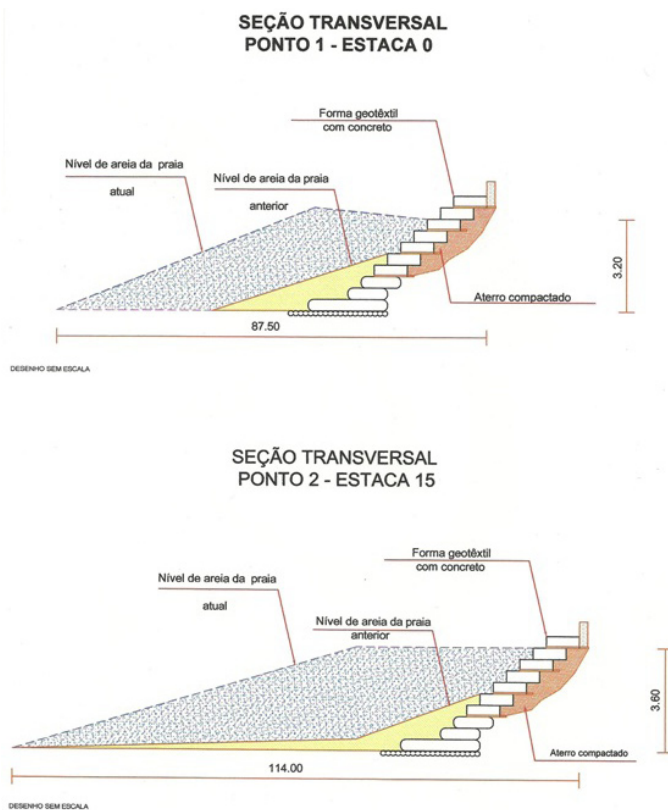 SEÇÃO TRANSVERSAL
PONTO 1 - ESTACA 0
Forma geotêxtil
com concreto
Nível de areia da praia
atual
Nível de areia da praia
anterior
3.20
Aterro compactado
87.50
DESENHO SEM ESCALA
SEÇÃO TRANSVERSAL
PONTO 2 - ESTACA 15
Forma geotêxtil
com concreto
Nível de areia da praia
atual
Nível de areia da praia
anterior
3.60
Aterro compactado
114.00
DESENHO SEM ESCALA